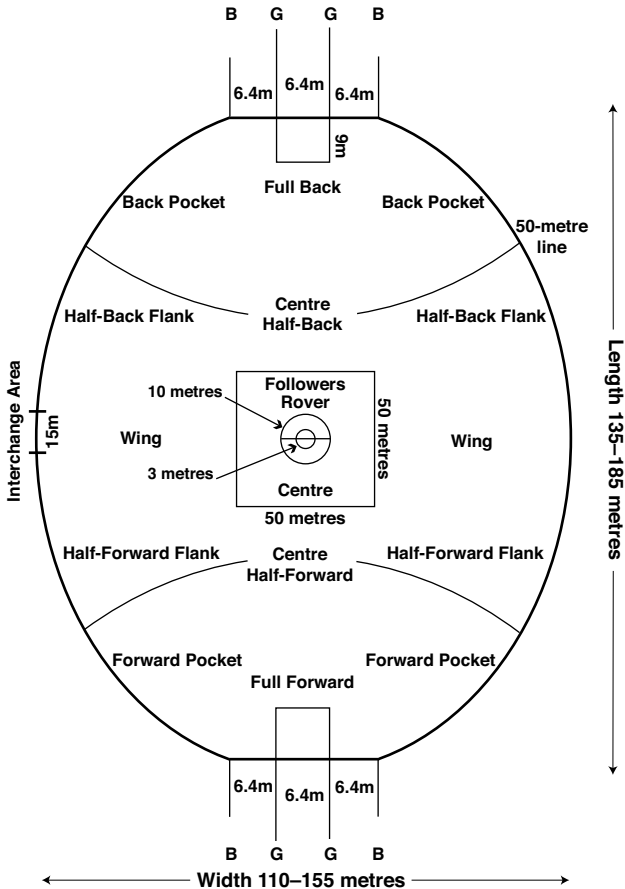 B G G B
6.4m 6.4m 6.4m
9m
Full Back
Back Pocket Back Pocket
50-metre
line
Centre
Half-Back
Half-Back Flank Half-Back Flank
Interchange Area
15m
10 metres
Followers
Rover
50 metres
Wing Wing
3 metres
Centre
50 metres
Length 135–185 metres
Half-Forward Flank Half-Forward Flank
Centre
Half-Forward
Forward Pocket Forward Pocket
Full Forward
6.4m 6.4m 6.4m
B G G B
Width 110–155 metres